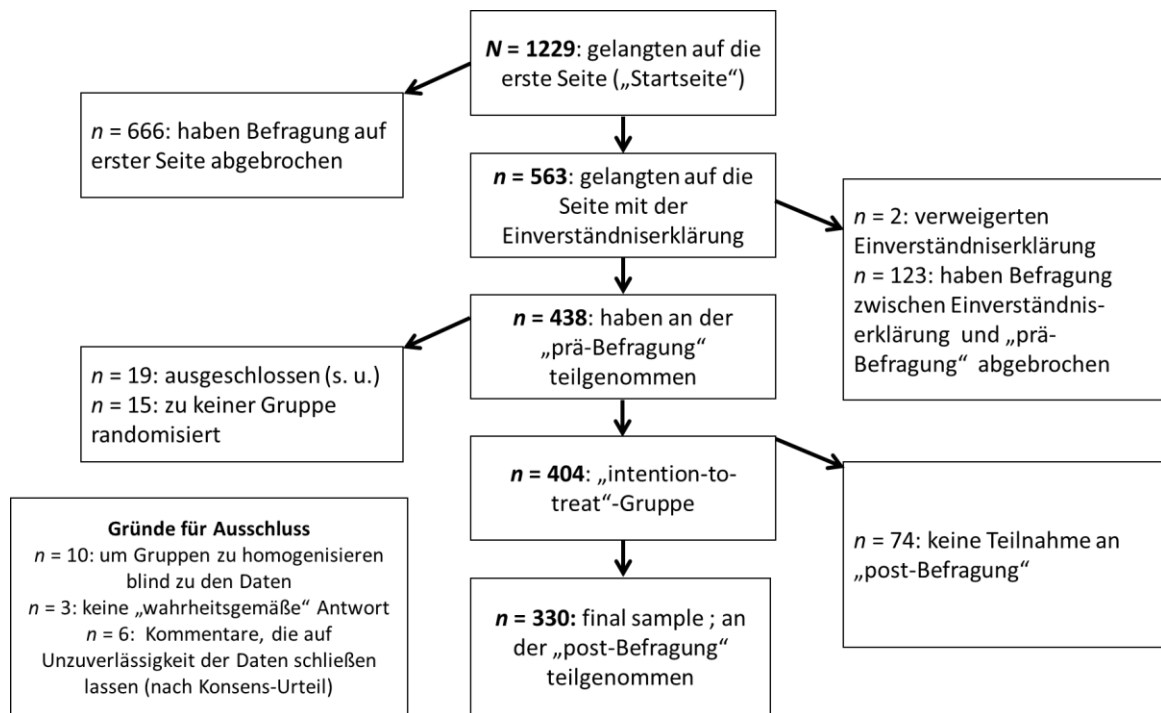 N = 1229: gelangten auf die
erste Seite („Startseite“)
n = 666: haben Befragung auf
erster Seite abgebrochen
n = 563: gelangten auf die
Seite mit der
Einverständniserklärung
n = 2: verweigerten
Einverständniserklärung
n = 123: haben Befragung
zwischen Einverständnis-
erklärung und „prä-
Befragung“ abgebrochen
n = 438: haben an der
„prä-Befragung“
teilgenommen
n = 19: ausgeschlossen (s. u.)
n = 15: zu keiner Gruppe
randomisiert
n = 404: „intention-to-
treat“-Gruppe
n = 74: keine Teilnahme an
„post-Befragung“
Gründe für Ausschluss
n = 10: um Gruppen zu homogenisieren
blind zu den Daten
n = 3: keine „wahrheitsgemäße“ Antwort
n = 6: Kommentare, die auf
Unzuverlässigkeit der Daten schließen
lassen (nach Konsens-Urteil)
n = 330: final sample ; an
der „post-Befragung“
teilgenommen